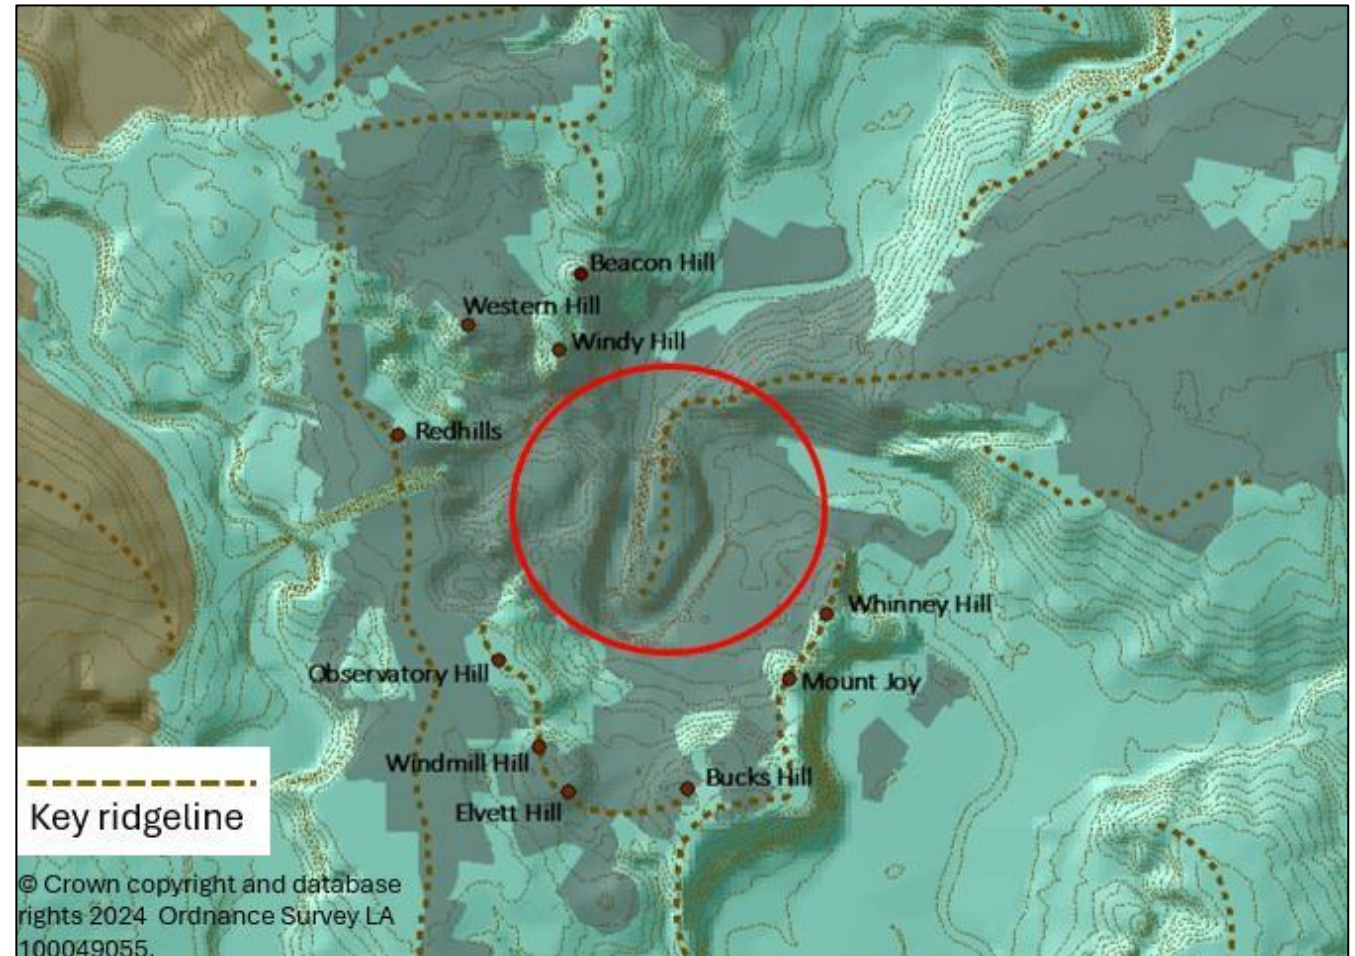 Beacon Hill
Western Hill
Windy Hill
Redhills
Whinney Hill
Observatory Hill
Mount Joy
Windmill Hill
Bucks Hill
Elvett Hill
Key ridgeline
© Crown copyright and database
rights 2024 Ordnance Survey LA
100049055.